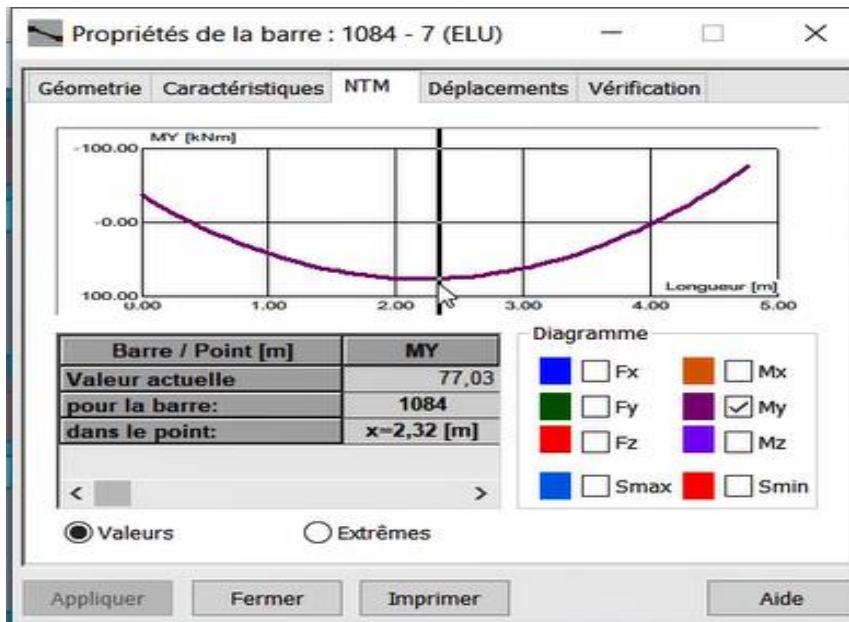 Propriétés de la barre : 1084 - 7 (ELU)
Géometrie Caractéristiques NTM Déplacements Vérification
MY [kNm]
-100.00
-0.00
100.00
Longueur [m]
0.00 1.00 2.00 3.00 4.00 5.00
Barre / Point [m] MY
Valeur actuelle 77,03
pour la barre: 1084
dans le point: x=2,32 [m]
Diagramme
Fx Mx
Fy My
Fz Mz
Smax Smin
Valeurs Extrêmes
Appliquer Fermer Imprimer Aide